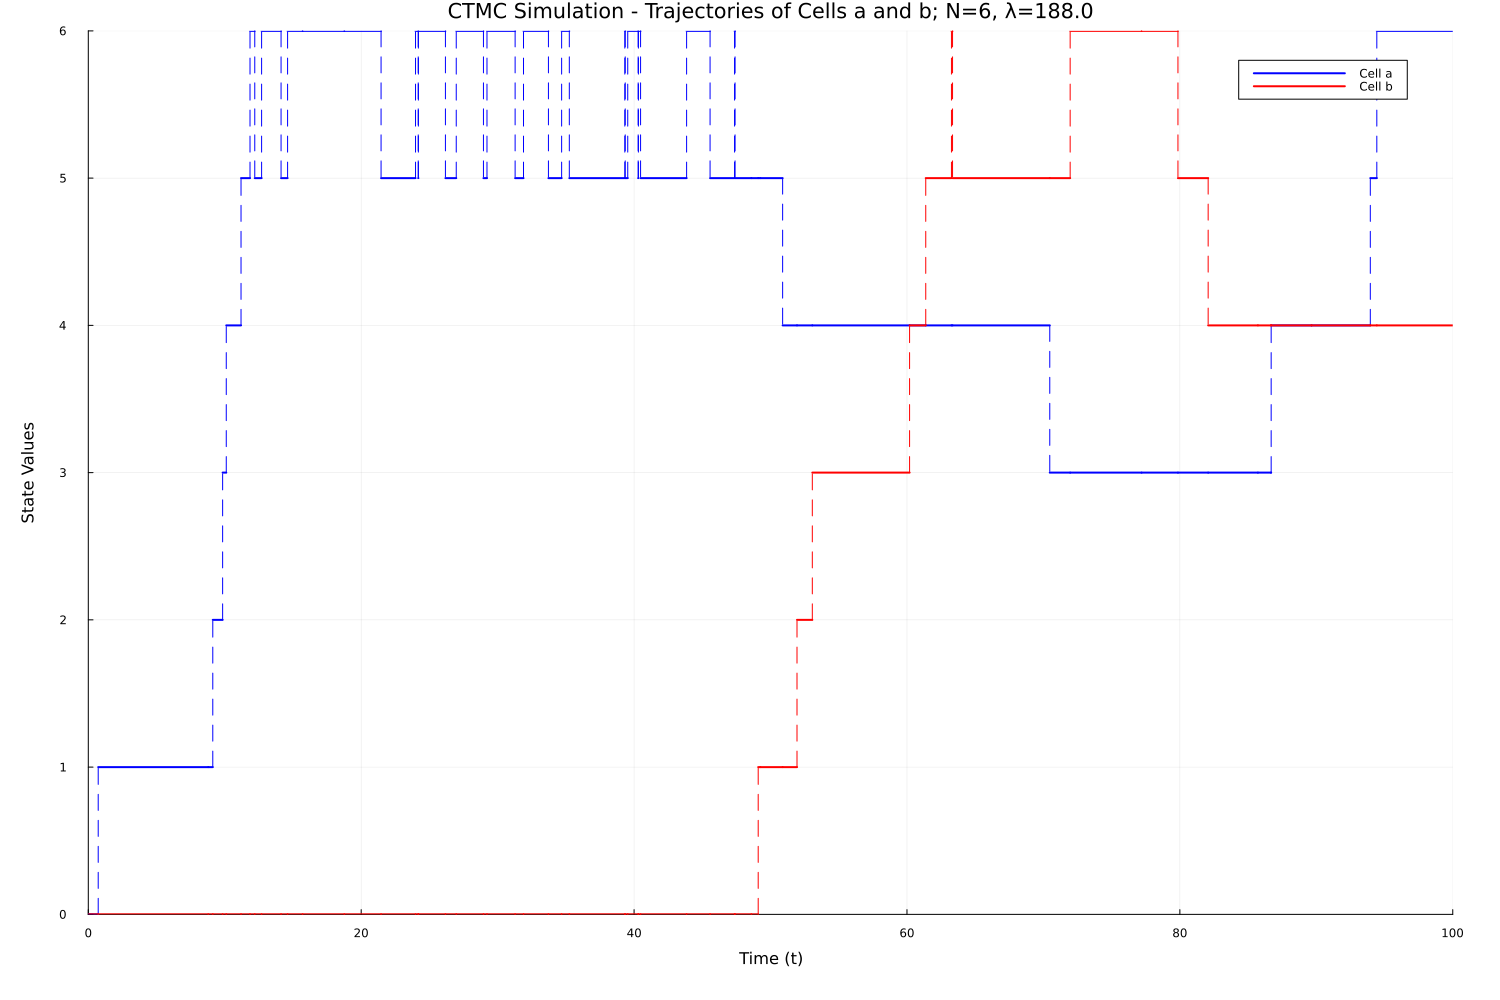 CTMC Simulation - Trajectories of Cells a and b; N=6, λ=188.0
6
Cell a
Cell b
5
4
3
State Values
2
1
0
0 20 40 60 80 100
Time (t)